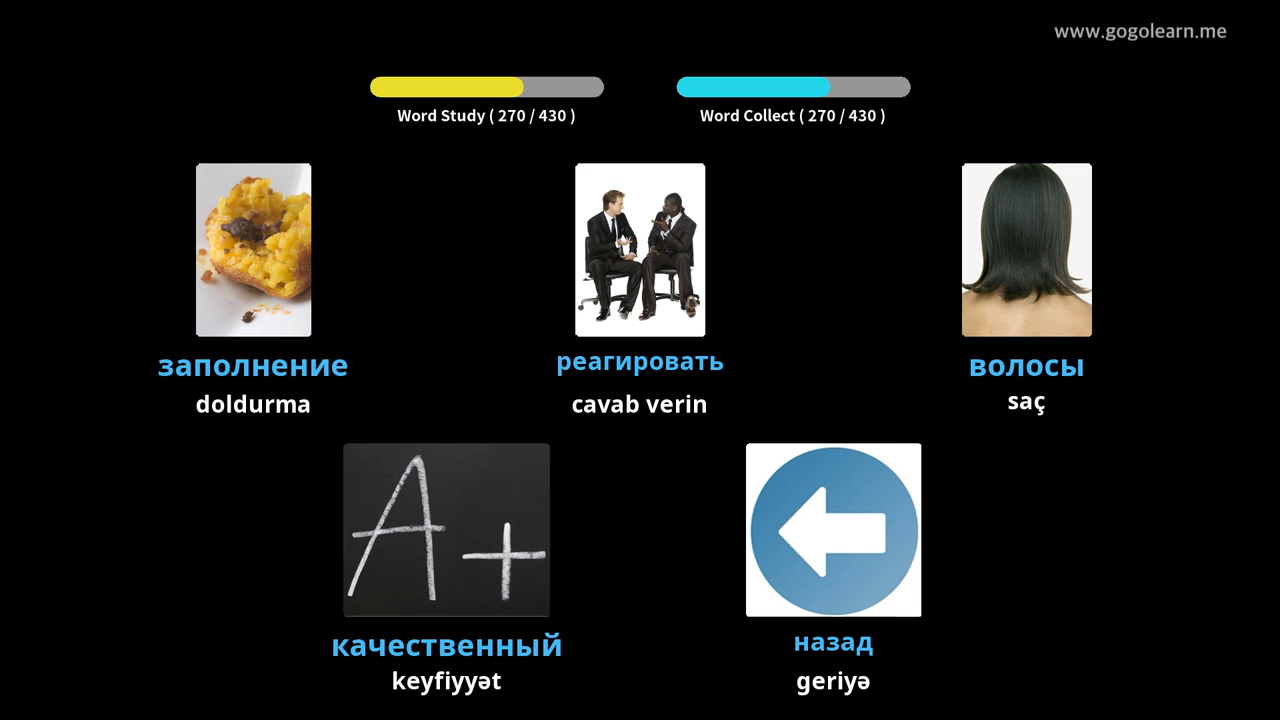 www.gogolearn.me
Word Study ( 270 / 430 )
Word Collect ( 270 / 430 )
заполнение
doldurma
реагировать
cavab verin
волосы
saç
A+
качественный
keyfiyyət
назад
geriyə